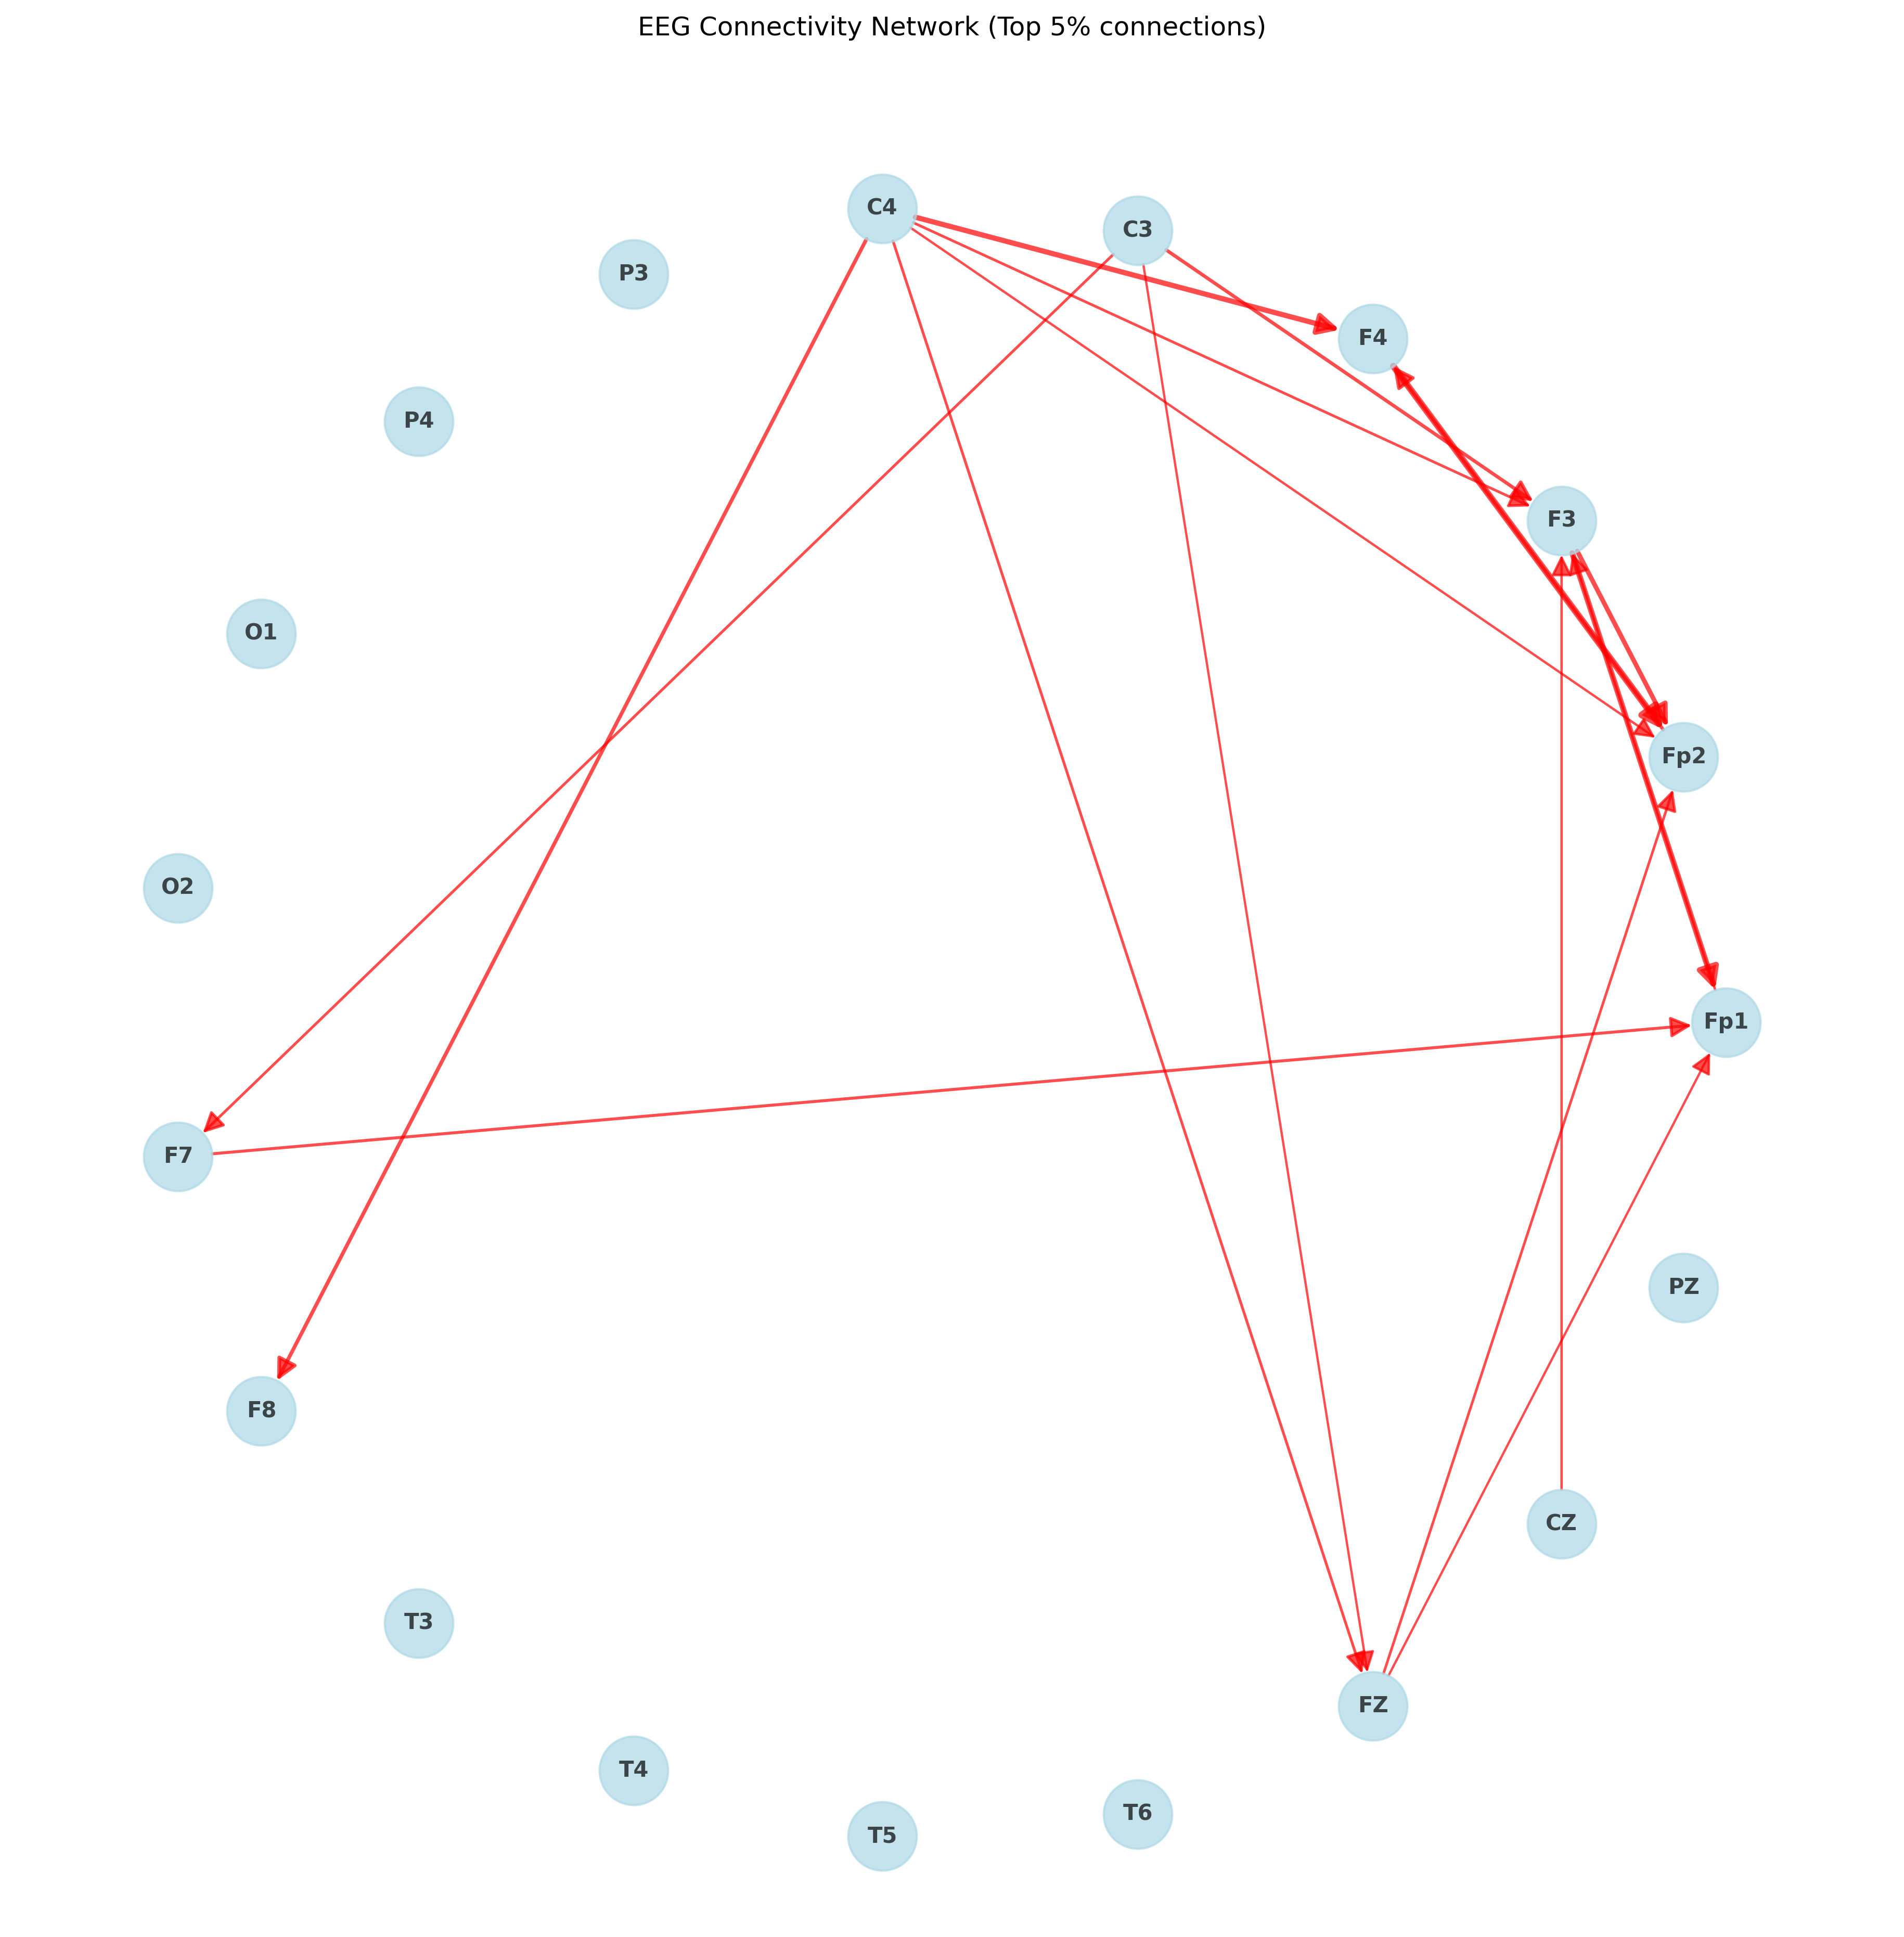 EEG Connectivity Network (Top 5% connections)
C4
C3
P3
F4
P4
F3
O1
Fp2
O2
Fp1
F7
PZ
F8
CZ
T3
FZ
T4
T6
T5